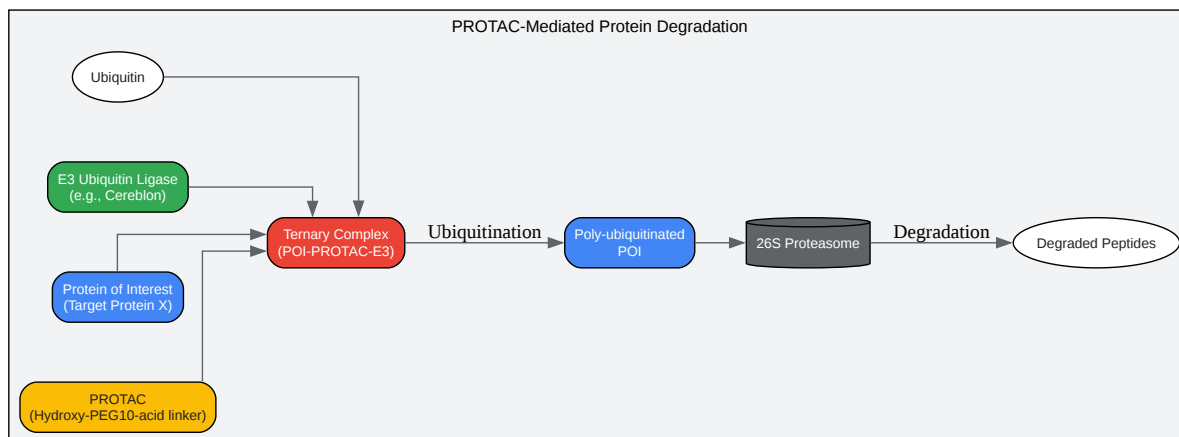 PROTAC-Mediated Protein Degradation
Ubiquitin
E3 Ubiquitin Ligase
(e.g., Cereblon)
Protein of Interest
(Target Protein X)
PROTAC
(Hydroxy-PEG10-acid linker)
Ternary Complex
(POI-PROTAC-E3)
Ubiquitination
Poly-ubiquitinated
POI
26S Proteasome
Degradation
Degraded Peptides